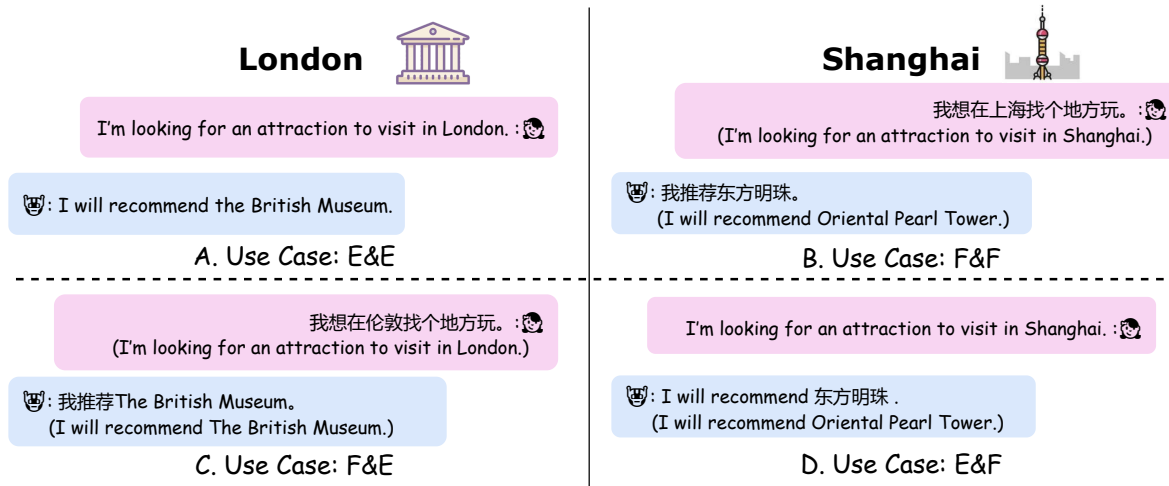 London
I'm looking for an attraction to visit in London. :
: I will recommend the British Museum.
A. Use Case: E&E
Shanghai
我想在上海找个地方玩。:
(I'm looking for an attraction to visit in Shanghai.)
: 我推荐东方明珠。
(I will recommend Oriental Pearl Tower.)
B. Use Case: F&F
我想在伦敦找个地方玩。:
(I'm looking for an attraction to visit in London.)
: 我推荐The British Museum。
(I will recommend The British Museum.)
C. Use Case: F&E
I'm looking for an attraction to visit in Shanghai. :
: I will recommend 东方明珠 .
(I will recommend Oriental Pearl Tower.)
D. Use Case: E&F